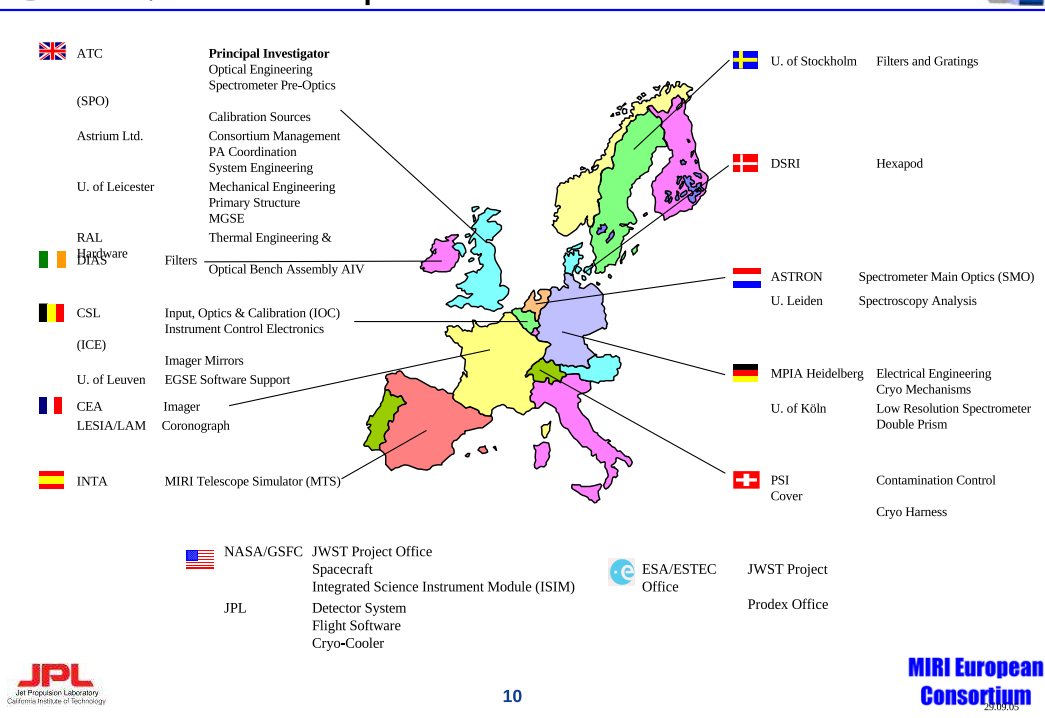 ATC Principal Investigator
Optical Engineering
Spectrometer Pre-Optics
(SPO)
Calibration Sources
Astrium Ltd. Consortium Management
PA Coordination
System Engineering
U. of Leicester Mechanical Engineering
Primary Structure
MGSE
RAL Thermal Engineering &
Hardware
DIAS Filters
Optical Bench Assembly AIV
CSL Input, Optics & Calibration (IOC)
Instrument Control Electronics
(ICE)
Imager Mirrors
U. of Leuven EGSE Software Support
CEA Imager
LESIA/LAM Coronograph
INTA MIRI Telescope Simulator (MTS)
U. of Stockholm Filters and Gratings
DSRI Hexapod
ASTRON Spectrometer Main Optics (SMO)
U. Leiden Spectroscopy Analysis
MPIA Heidelberg Electrical Engineering
Cryo Mechanisms
U. of Köln Low Resolution Spectrometer
Double Prism
PSI Contamination Control
Cover
Cryo Harness
NASA/GSFC JWST Project Office
Spacecraft
Integrated Science Instrument Module (ISIM)
JPL Detector System
Flight Software
Cryo-Cooler
ESA/ESTEC JWST Project
Office
Prodex Office
JPL
Jet Propulsion Laboratory
California Institute of Technology
10
MIRI European
Consortium
29.09.05